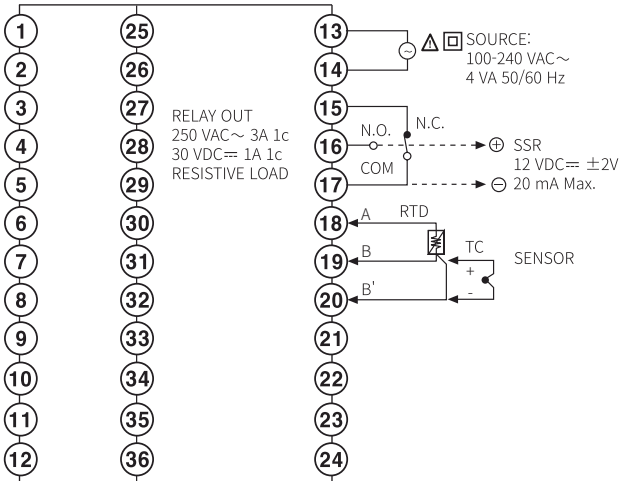 1 25 13
SOURCE:
100-240 VAC～
4 VA 50/60 Hz
2 26 14
3 27 15
RELAY OUT
250 VAC～ 3A 1c
30 VDC⎓ 1A 1c
RESISTIVE LOAD
N.O. N.C.
4 28 16
COM
SSR
12 VDC⎓ ±2V
20 mA Max.
5 29 17
6 30 18
A RTD
7 31 19
B TC
+
-
SENSOR
8 32 20
B'
9 33 21
10 34 22
11 35 23
12 36 24